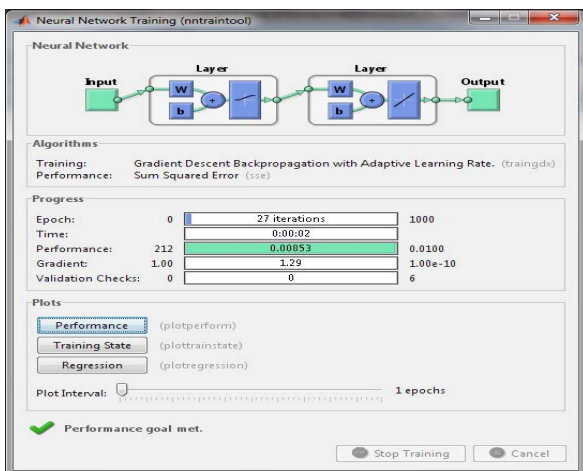 Neural Network Training (nntraintool)
Neural Network
Layer Layer
Input Output
W W
+ +
b b
Algorithms
Training: Gradient Descent Backpropagation with Adaptive Learning Rate. (traingdx)
Performance: Sum Squared Error (sse)
Progress
Epoch: 0 27 iterations 1000
Time: 0:00:02
Performance: 212 0.00853 0.0100
Gradient: 1.00 1.29 1.00e-10
Validation Checks: 0 0 6
Plots
Performance (plotperform)
Training State (plottrainstate)
Regression (plotregression)
Plot Interval: 1 epochs
Performance goal met.
Stop Training Cancel